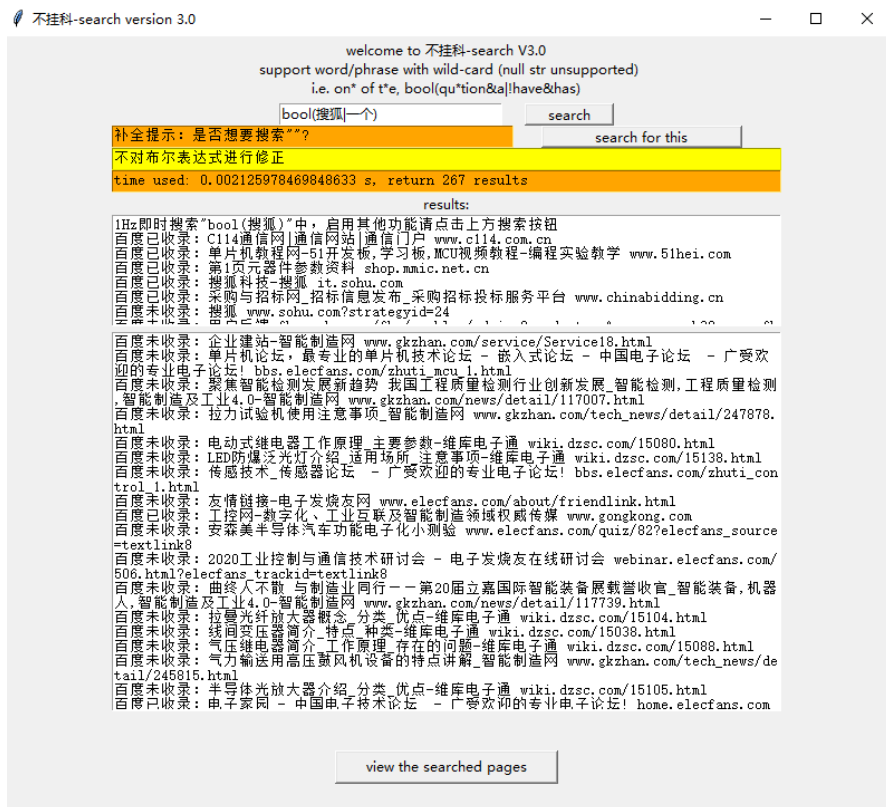 不挂科-search version 3.0
welcome to 不挂科-search V3.0
support word/phrase with wild-card (null str unsupported)
i.e. on* of t*e, bool(qu*tion&a|!have&has)
bool(搜狐|一个)
search
补全提示: 是否想要搜索""?
search for this
不对布尔表达式进行修正
time used: 0.002125978469848633 s, return 267 results
results:
1Hz即时搜索"bool(搜狐)"中，启用其他功能请点击上方搜索按钮
百度已收录: C114通信网|通信网站|通信门户 www.c114.com.cn
百度已收录: 单片机教程网-51开发板,学习板,MCU视频教程-编程实验教学 www.51hei.com
百度未收录: 第1页元器件参数资料 shop.mmic.net.cn
百度已收录: 搜狐科技-搜狐 it.sohu.com
百度已收录: 采购与招标网_招标信息发布_采购招标投标服务平台 www.chinabidding.cn
百度未收录: 搜狐 www.sohu.com?strategyid=24
百度未收录: 企业建站-智能制造网 www.gkzhan.com/service/Service18.html
百度未收录: 单片机论坛，最专业的单片机技术论坛 - 嵌入式论坛 - 中国电子论坛  - 广受欢
迎的专业电子论坛! bbs.elecfans.com/zhuti_mcu_1.html
百度未收录: 聚焦智能检测发展新趋势 我国工程质量检测行业创新发展_智能检测,工程质量检测
,智能制造及工业4.0-智能制造网 www.gkzhan.com/news/detail/117007.html
百度未收录: 拉力试验机使用注意事项_智能制造网 www.gkzhan.com/tech_news/detail/247878.
html
百度未收录: 电动式继电器工作原理_主要参数-维库电子通 wiki.dzsc.com/15080.html
百度未收录: LED防爆泛光灯介绍_适用场所_注意事项-维库电子通 wiki.dzsc.com/15138.html
百度未收录: 传感技术_传感器论坛  - 广受欢迎的专业电子论坛! bbs.elecfans.com/zhuti_con
trol_1.html
百度未收录: 友情链接-电子发烧友网 www.elecfans.com/about/friendlink.html
百度已收录: 工控网-数字化、工业互联及智能制造领域权威传媒 www.gongkong.com
百度未收录: 安森美半导体汽车功能电子化小测验 www.elecfans.com/quiz/82?elecfans_source
=textlink8
百度未收录: 2020工业控制与通信技术研讨会 - 电子发烧友在线研讨会 webinar.elecfans.com/
506.html?elecfans_trackid=textlink8
百度未收录: 曲终人不散 与制造业同行——第20届立嘉国际智能装备展载誉收官_智能装备,机器
人,智能制造及工业4.0-智能制造网 www.gkzhan.com/news/detail/117739.html
百度未收录: 拉曼光纤放大器概念_分类_优点-维库电子通 wiki.dzsc.com/15104.html
百度未收录: 线间变压器简介_特点_种类-维库电子通 wiki.dzsc.com/15038.html
百度未收录: 气压继电器简介_工作原理_存在的问题-维库电子通 wiki.dzsc.com/15088.html
百度未收录: 气力输送用高压鼓风机设备的特点讲解_智能制造网 www.gkzhan.com/tech_news/de
tail/245815.html
百度未收录: 半导体光放大器介绍_分类_优点-维库电子通 wiki.dzsc.com/15105.html
百度已收录: 电子家园 - 中国电子技术论坛  - 广受欢迎的专业电子论坛! home.elecfans.com
view the searched pages